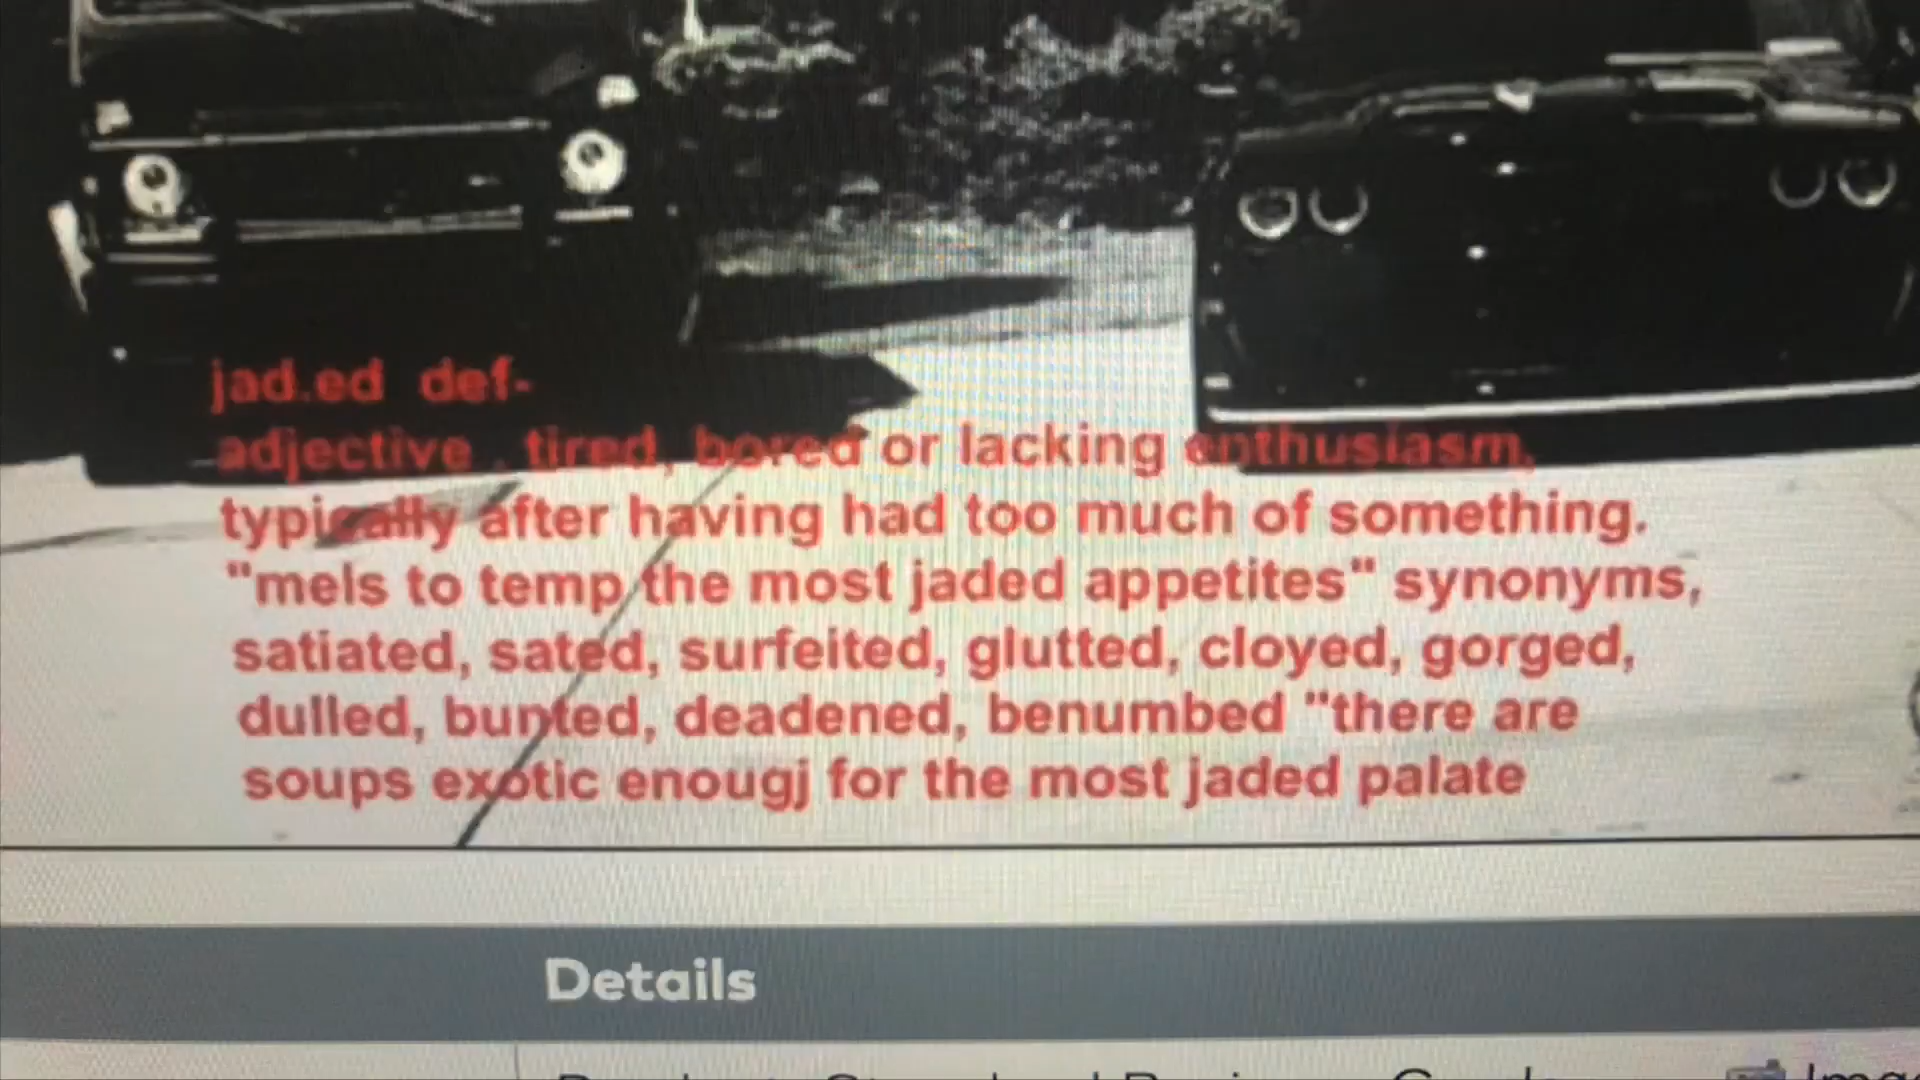 jad.ed def-
adjective . tired, bored or lacking enthusiasm,
typically after having had too much of something.
"mels to temp the most jaded appetites" synonyms,
satiated, sated, surfeited, glutted, cloyed, gorged,
dulled, bunted, deadened, benumbed "there are
soups exotic enougj for the most jaded palate
Details